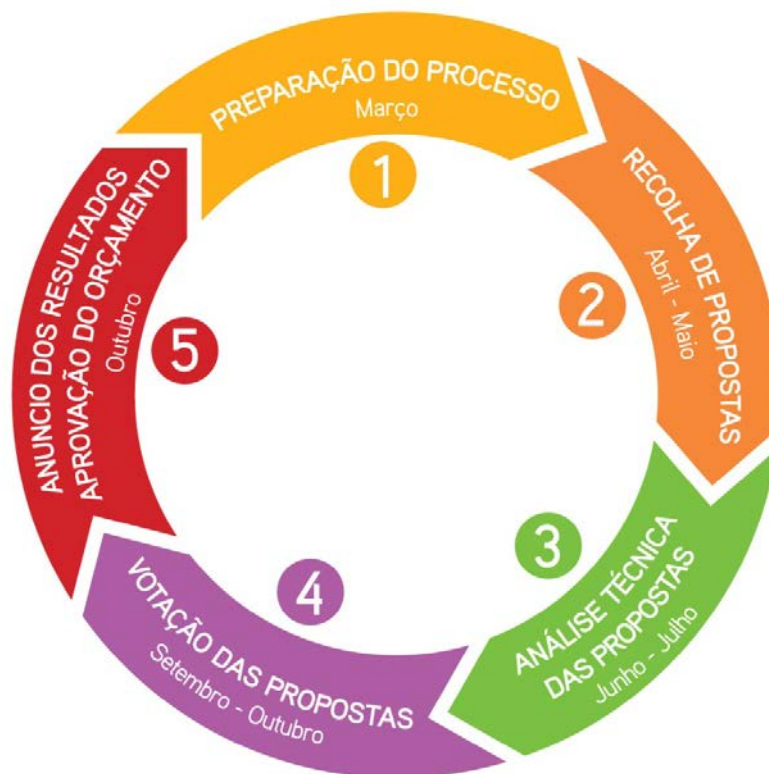 PREPARAÇÃO DO PROCESSO
Março
1
RECOLHA DE PROPOSTAS
Abril - Maio
2
ANÁLISE TÉCNICA
DAS PROPOSTAS
Junho - Julho
3
VOTAÇÃO DAS PROPOSTAS
Setembro - Outubro
4
ANUNCIO DOS RESULTADOS
APROVAÇÃO DO ORÇAMENTO
Outubro
5